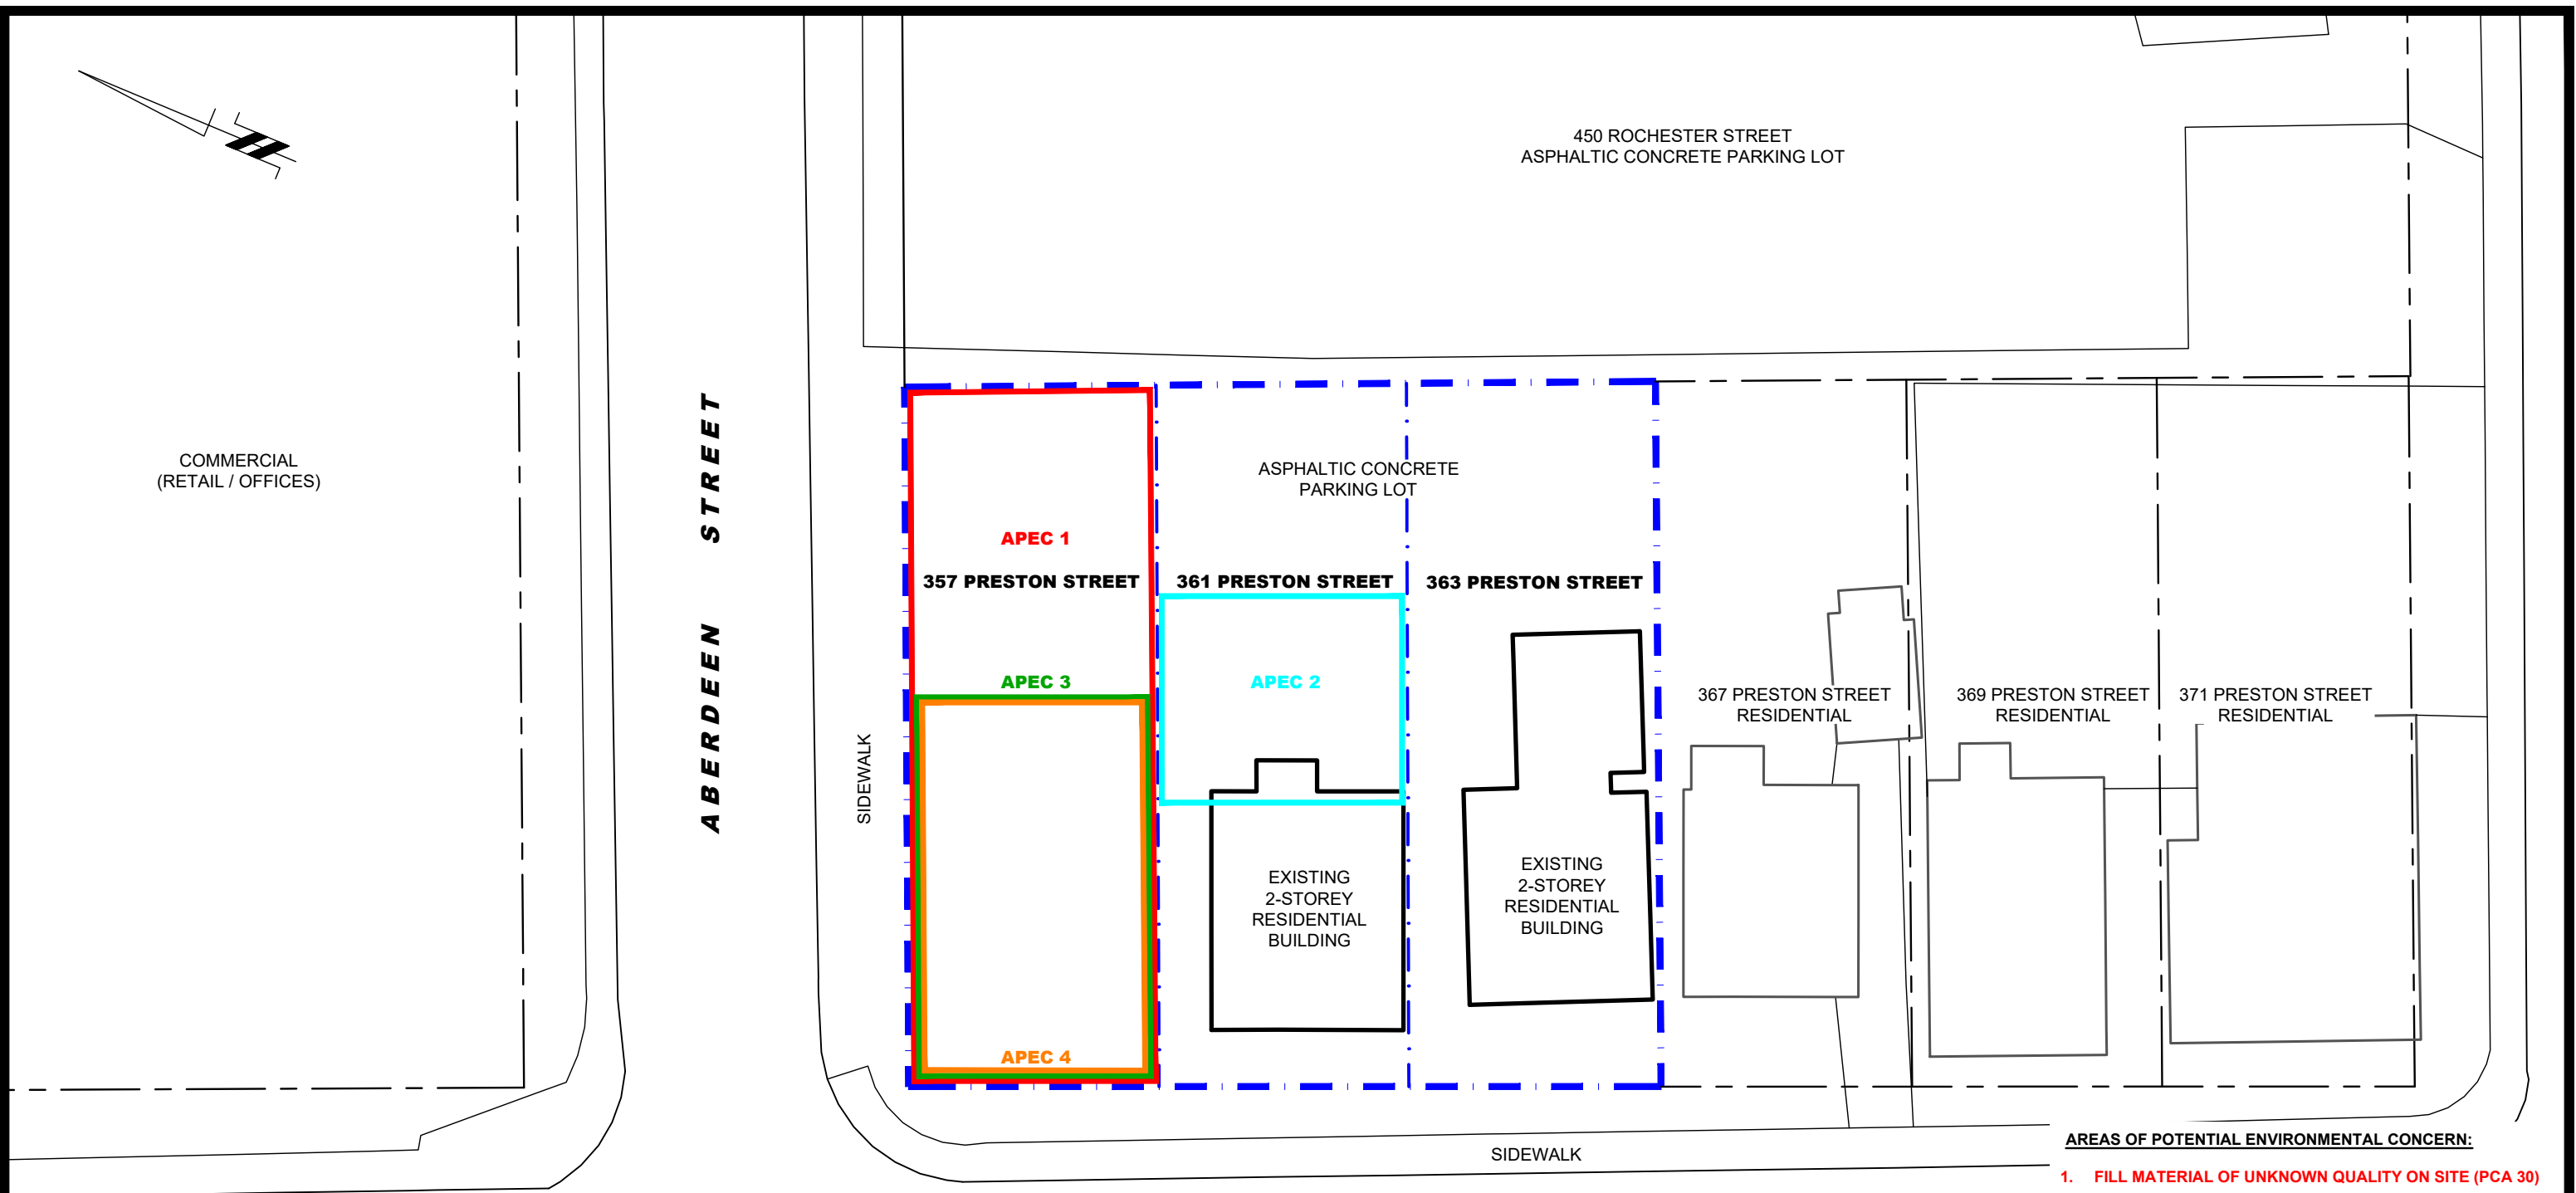 450 ROCHESTER STREET
ASPHALTIC CONCRETE PARKING LOT
COMMERCIAL
(RETAIL / OFFICES)
ABERDEEN STREET
SIDEWALK
ASPHALTIC CONCRETE
PARKING LOT
APEC 1
357 PRESTON STREET
361 PRESTON STREET
363 PRESTON STREET
APEC 3
APEC 2
367 PRESTON STREET
RESIDENTIAL
369 PRESTON STREET
RESIDENTIAL
371 PRESTON STREET
RESIDENTIAL
EXISTING
2-STOREY
RESIDENTIAL
BUILDING
EXISTING
2-STOREY
RESIDENTIAL
BUILDING
APEC 4
SIDEWALK
AREAS OF POTENTIAL ENVIRONMENTAL CONCERN:
1. FILL MATERIAL OF UNKNOWN QUALITY ON SITE (PCA 30)